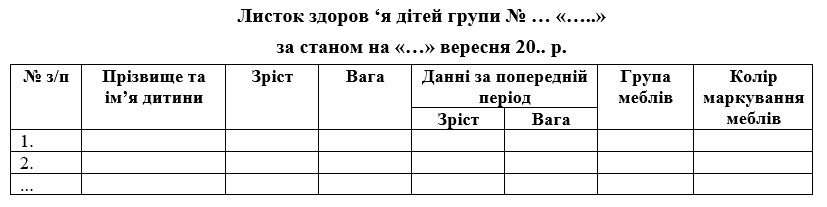 Листок здоров ‘я дітей групи № … «…..»
за станом на «…» вересня 20.. р.
№ з/п
Прізвище та
ім’я дитини
Зріст
Вага
Данні за попередній
період
Зріст
Вага
Група
меблів
Колір
маркування
меблів
1.
2.
...